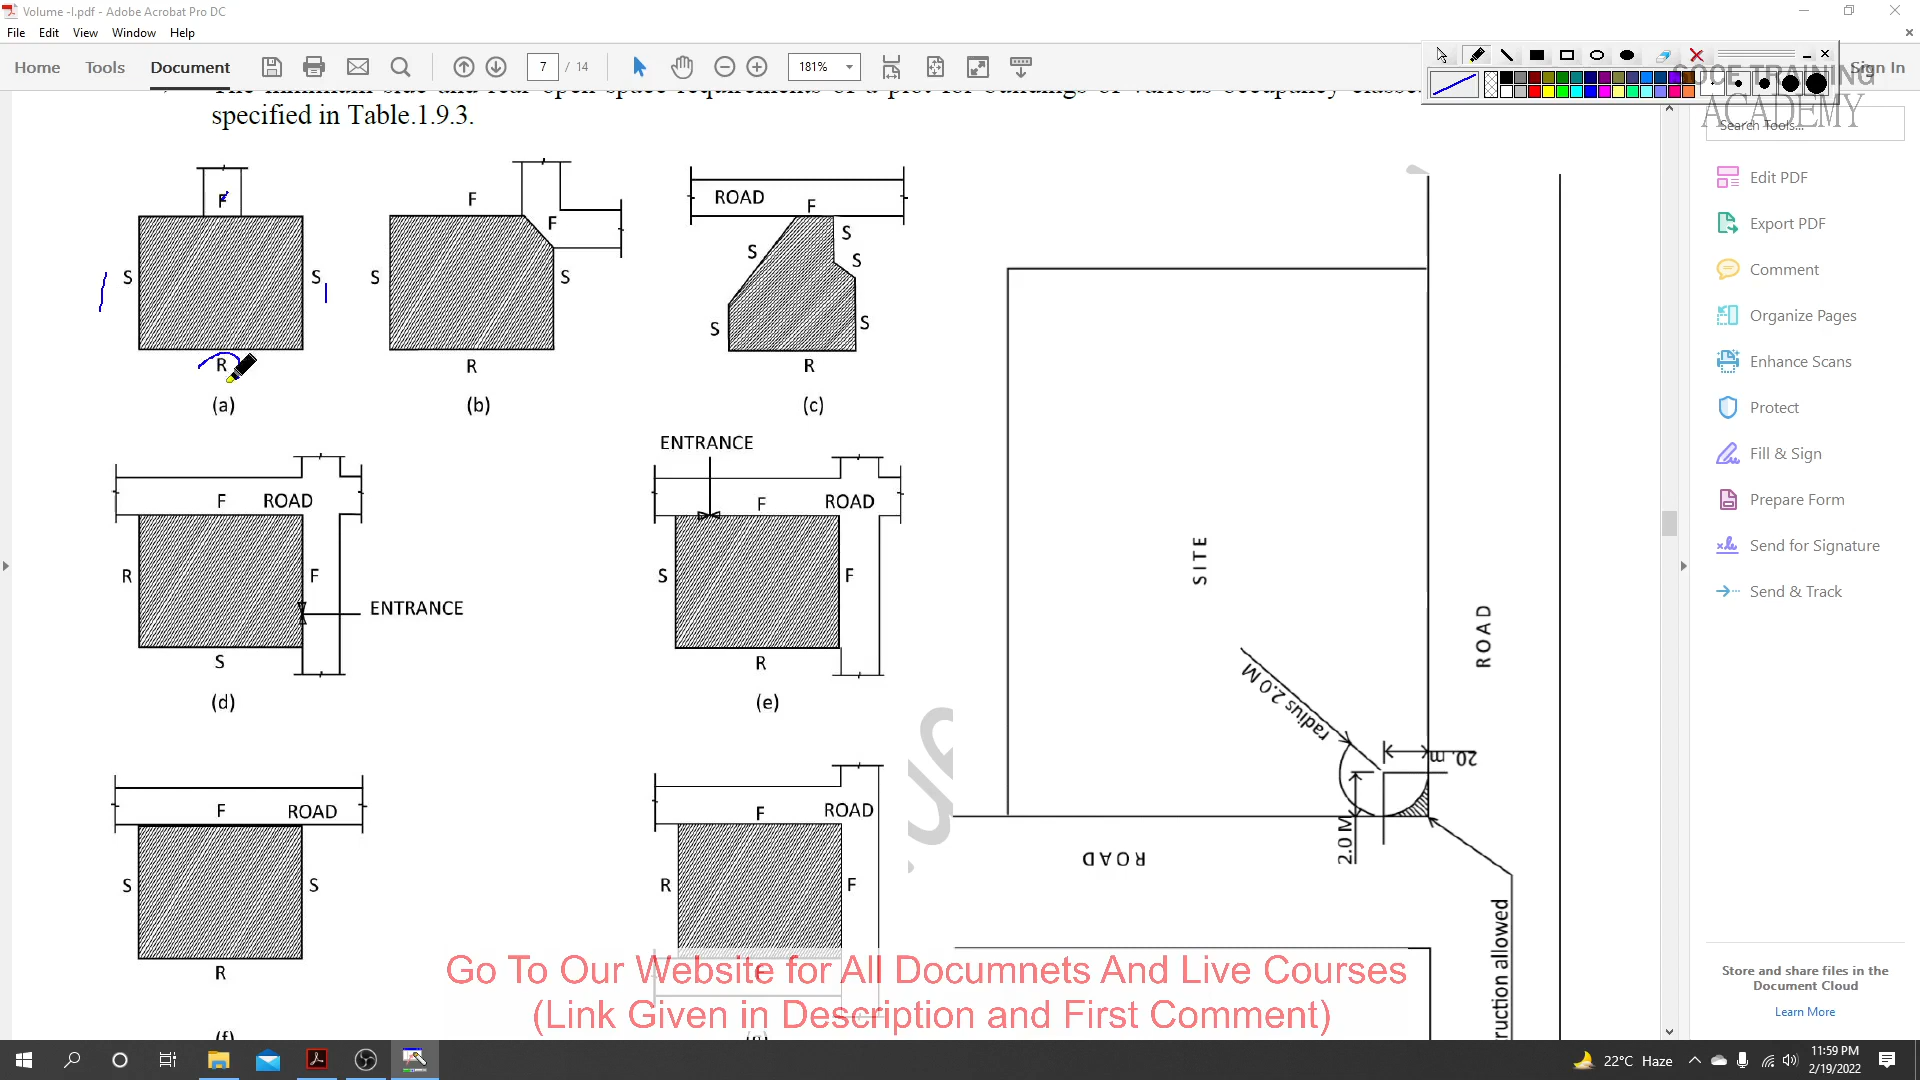 Volume -I.pdf - Adobe Acrobat Pro DC
File Edit View Window Help
Home Tools Document
7 / 14
181%
Sign In
SOCE TRAINING
ACADEMY
Search Tools...
specified in Table.1.9.3.
F
S
S
R
(a)
F
F
S
S
R
(b)
ROAD
F
S
S
S
S
S
R
(c)
F ROAD
R
F
ENTRANCE
S
(d)
ENTRANCE
F ROAD
S
F
R
(e)
F ROAD
S
S
R
(f)
F ROAD
R
F
F
SITE
ROAD
radius 2.0 M
20. m
2.0 M
ROAD
ruction allowed
Go To Our Website for All Documnets And Live Courses
(Link Given in Description and First Comment)
Edit PDF
Export PDF
Comment
Organize Pages
Enhance Scans
Protect
Fill & Sign
Prepare Form
Send for Signature
Send & Track
Store and share files in the
Document Cloud
Learn More
22°C Haze
11:59 PM
2/19/2022